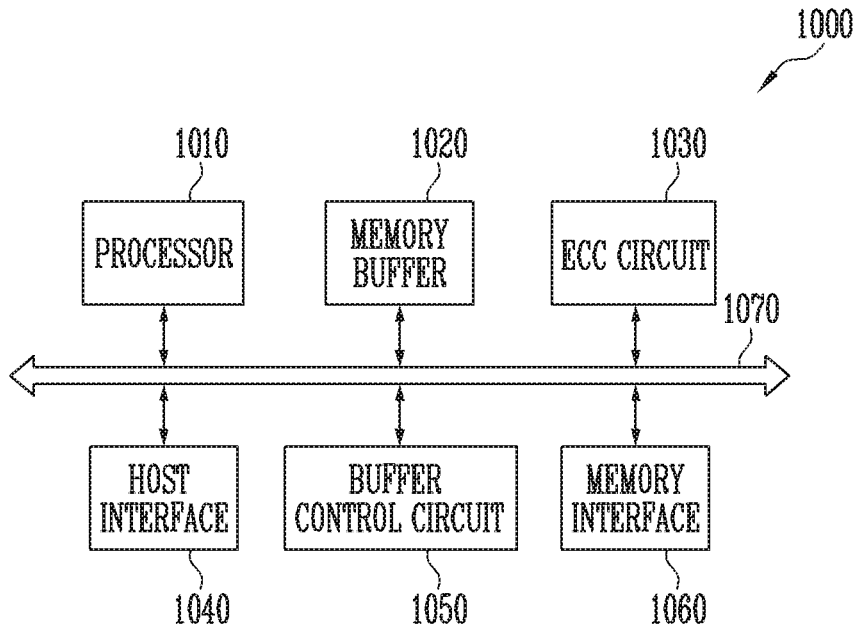 1000
1010
1020
1030
PROCESSOR
MEMORY
BUFFER
ECC CIRCUIT
1070
HOST
INTERFACE
BUFFER
CONTROL CIRCUIT
MEMORY
INTERFACE
1040
1050
1060